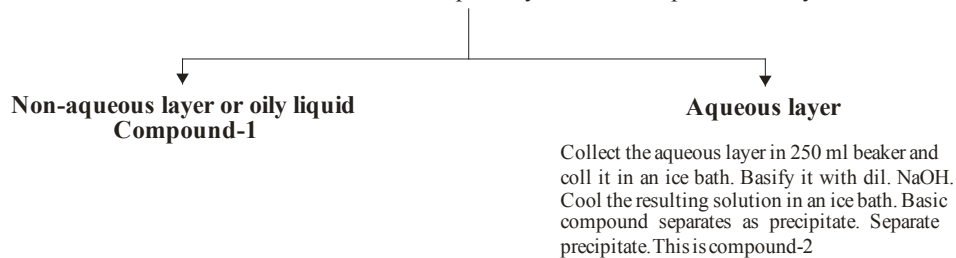 Non-aqueous layer or oily liquid
Compound-1
Aqueous layer
Collect the aqueous layer in 250 ml beaker and
coll it in an ice bath. Basify it with dil. NaOH.
Cool the resulting solution in an ice bath. Basic
compound separates as precipitate. Separate
precipitate. This is compound-2